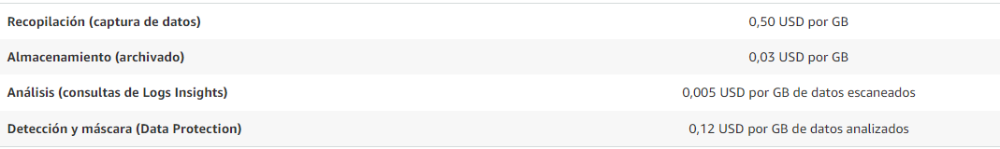 Recopilación (captura de datos) 0,50 USD por GB
Almacenamiento (archivado) 0,03 USD por GB
Análisis (consultas de Logs Insights) 0,005 USD por GB de datos escaneados
Detección y máscara (Data Protection) 0,12 USD por GB de datos analizados